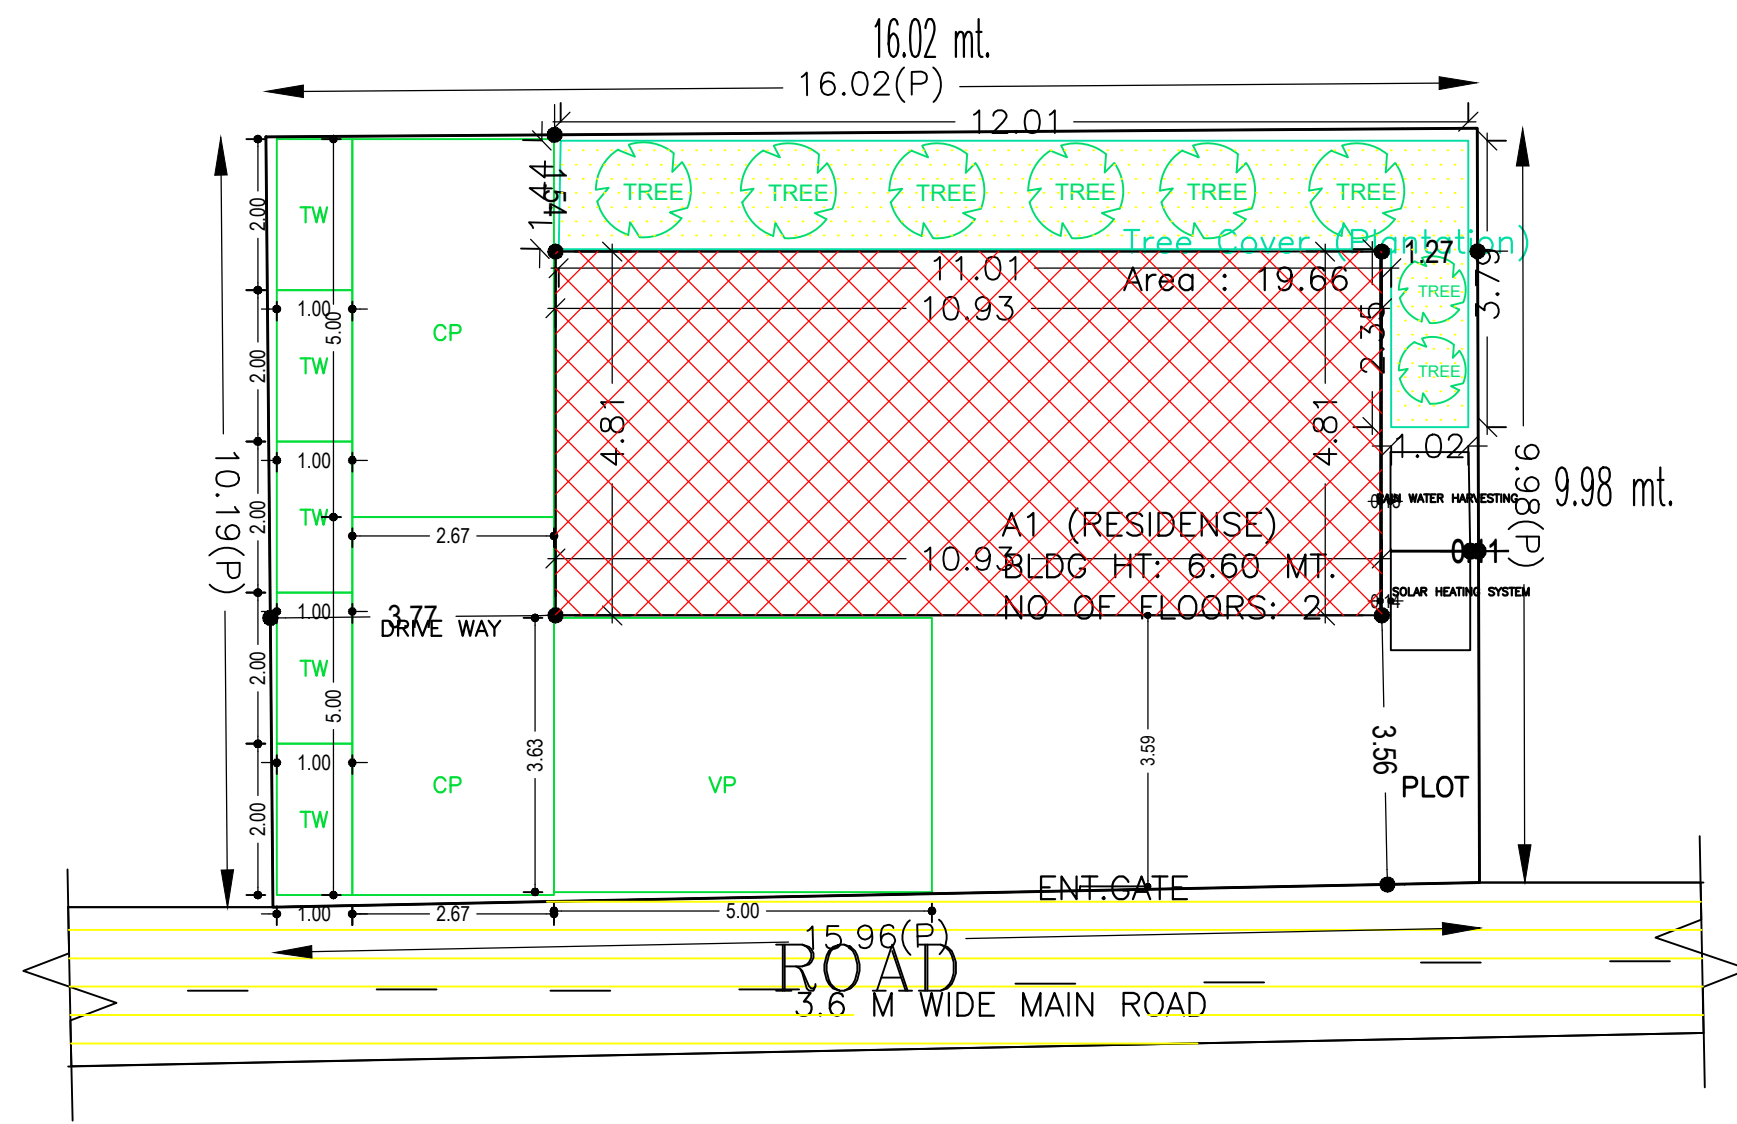 16.02 mt.
16.02(P)
12.01
TREE TREE TREE TREE TREE TREE
1.44
1.54
2.00
TW
Tree Cover (Plantation)
Area : 19.66
1.27
3.79
TREE
TREE
11.01
10.93
2.35
1.00
5.00
CP
2.00
TW
4.81
4.81
1.02
10.19(P)
9.98(P)
9.98 mt.
1.00
2.00
TW
2.67
RAIN WATER HARVESTING
A1 (RESIDENSE)
10.93
BLDG HT: 6.60 MT.
NO OF FLOORS: 2
0.11
SOLAR HEATING SYSTEM
0.14
1.00
3.77
DRIVE WAY
2.00
TW
5.00
3.63
3.59
3.56
1.00
CP
VP
PLOT
2.00
TW
ENT.GATE
1.00
2.67
5.00
15.96(P)
ROAD
3.6 M WIDE MAIN ROAD